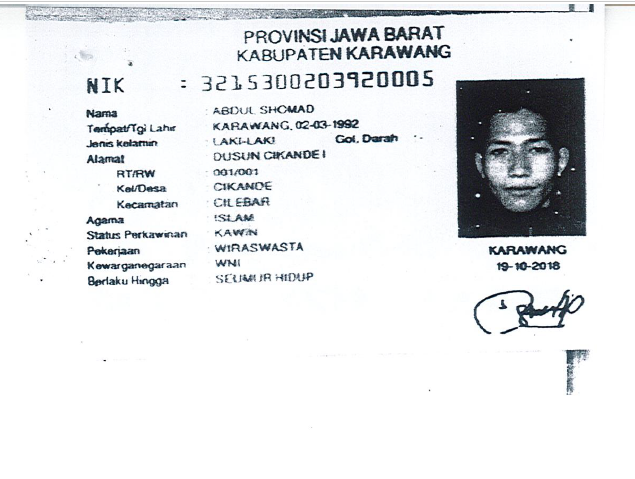 PROVINSI JAWA BARAT
KABUPATEN KARAWANG
NIK : 3215300203920005
Nama : ABDUL SHOMAD
Tempat/Tgl Lahir : KARAWANG, 02-03-1992
Jenis kelamin : LAKI-LAKI Gol. Darah :
Alamat : DUSUN CIKANDE I
RT/RW : 001/001
Kel/Desa : CIKANDE
Kecamatan : CILEBAR
Agama : ISLAM
Status Perkawinan : KAWIN
Pekerjaan : WIRASWASTA
Kewarganegaraan : WNI
Berlaku Hingga : SEUMUR HIDUP
KARAWANG
19-10-2018